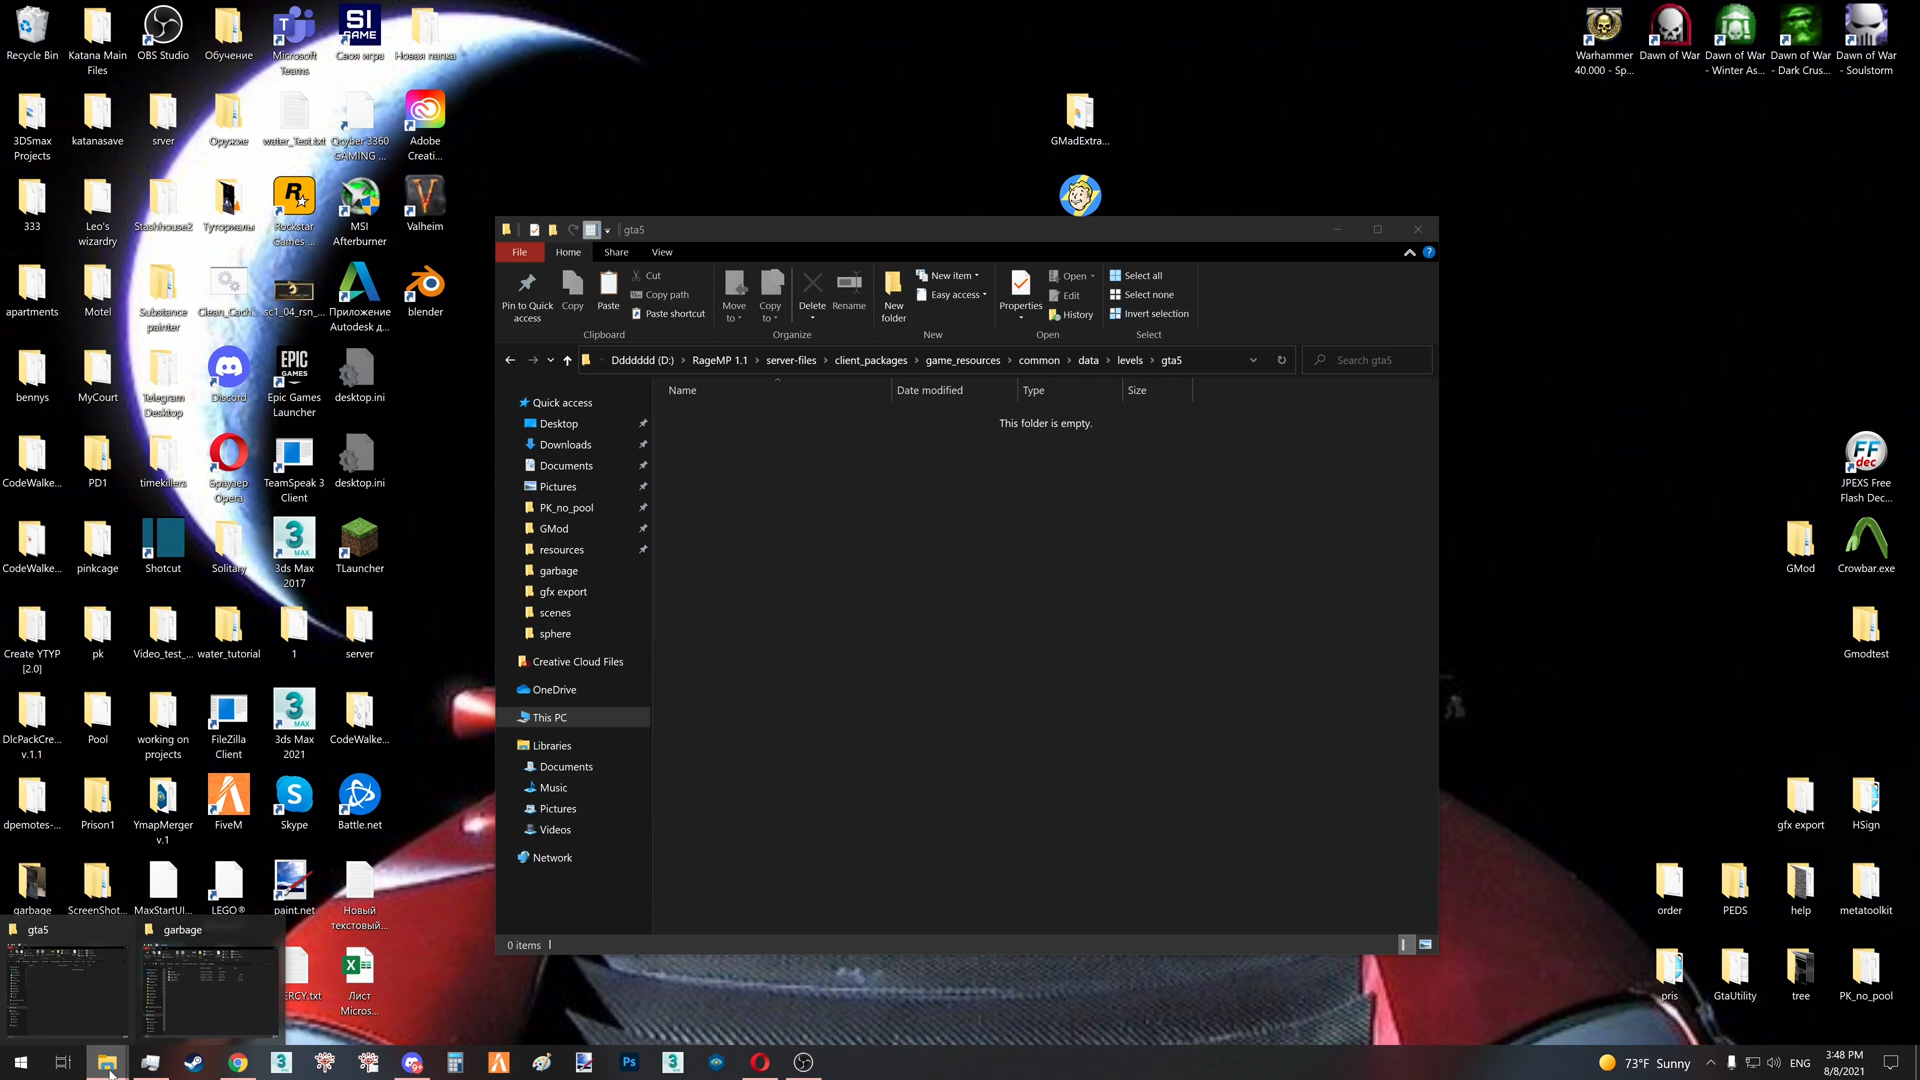 Recycle Bin
Katana Main
Files
OBS Studio
Обучение
Microsoft
Teams
SI
GAME
Своя игра
Новая папка
Warhammer
40.000 - Sp...
Dawn of War
Dawn of War
- Winter As...
Dawn of War
- Dark Crus...
Dawn of War
- Soulstorm
3DSmax
Projects
katanasave
srver
Оружие
water_Test.txt
Qcyber 3360
GAMING ...
Adobe
Creati...
GMadExtra...
333
Leo's
wizardry
Stashhouse2
Туториалы
Rockstar
Games ...
MSI
Afterburner
Valheim
apartments
Motel
Substance
painter
Clean_Cach...
sc1_04_rsn_...
Приложение
Autodesk д...
blender
bennys
MyCourt
Telegram
Desktop
Discord
EPIC
GAMES
Epic Games
Launcher
desktop.ini
CodeWalke...
PD1
timekillers
Браузер
Opera
TeamSpeak 3
Client
desktop.ini
CodeWalke...
pinkcage
Shotcut
Solitary
3ds Max
2017
TLauncher
Create YTYP
[2.0]
pk
Video_test_...
water_tutorial
1
server
DlcPackCre...
v.1.1
Pool
working on
projects
FileZilla
Client
3ds Max
2021
CodeWalke...
dpemotes-...
Prison1
YmapMerger
v.1
FiveM
Skype
Battle.net
garbage
ScreenShot...
MaxStartUI...
LEGO®
paint.net
Новый
текстовый...
ERCY.txt
Лист
Micros...
gta5
garbage
gta5
File
Home
Share
View
Pin to Quick
access
Copy
Paste
Cut
Copy path
Paste shortcut
Clipboard
Move
to
Copy
to
Delete
Rename
Organize
New
folder
New item
Easy access
New
Properties
Open
Edit
History
Open
Select all
Select none
Invert selection
Select
Ddddddd (D:) › RageMP 1.1 › server-files › client_packages › game_resources › common › data › levels › gta5
Search gta5
Name
Date modified
Type
Size
This folder is empty.
Quick access
Desktop
Downloads
Documents
Pictures
PK_no_pool
GMod
resources
garbage
gfx export
scenes
sphere
Creative Cloud Files
OneDrive
This PC
Libraries
Documents
Music
Pictures
Videos
Network
0 items
FF
dec
JPEXS Free
Flash Dec...
GMod
Crowbar.exe
Gmodtest
gfx export
HSign
order
PEDS
help
metatoolkit
pris
GtaUtility
tree
PK_no_pool
73°F Sunny
ENG
3:48 PM
8/8/2021